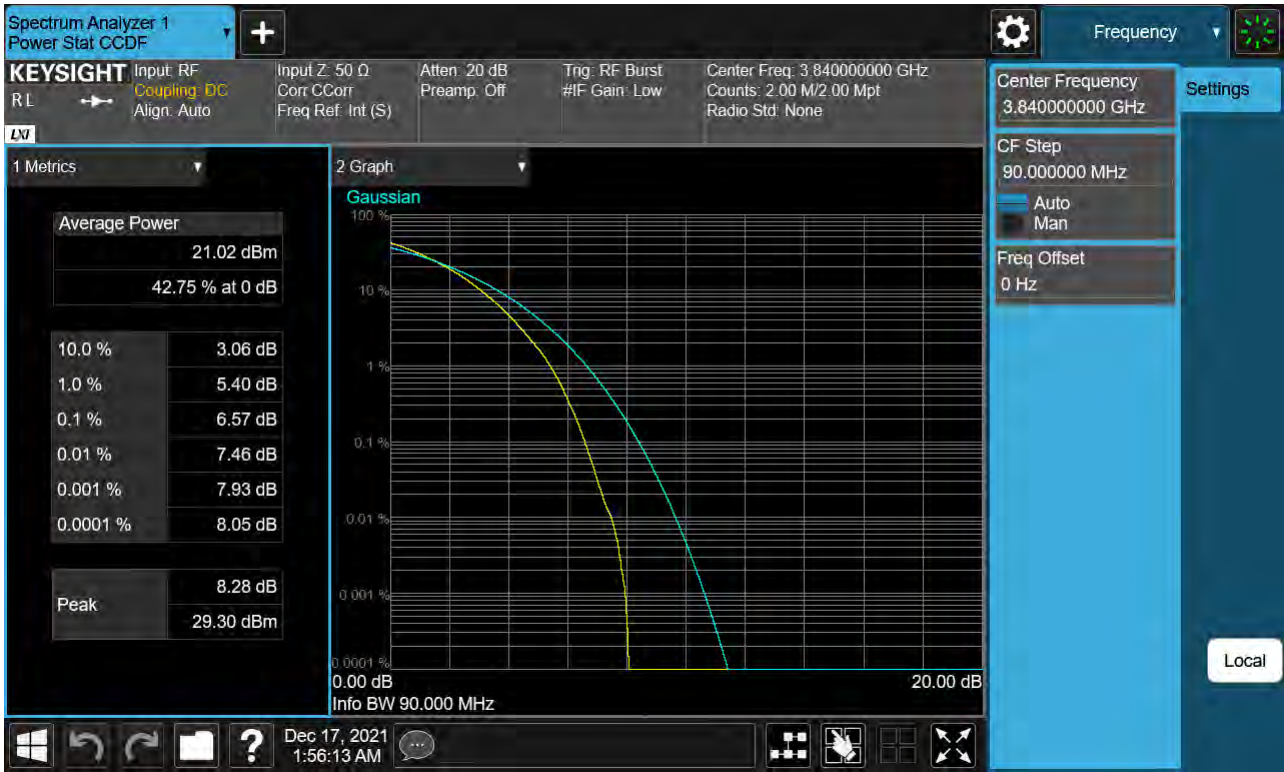 Spectrum Analyzer 1
Power Stat CCDF
+
Frequency
KEYSIGHT
RL
LXI
Input: RF
Coupling: DC
Align: Auto
Input Z: 50 Ω
Corr CCorr
Freq Ref: Int (S)
Atten: 20 dB
Preamp: Off
Trig: RF Burst
#IF Gain: Low
Center Freq: 3.840000000 GHz
Counts: 2.00 M/2.00 Mpt
Radio Std: None
Center Frequency
3.840000000 GHz
Settings
CF Step
90.000000 MHz
Auto
Man
Freq Offset
0 Hz
1 Metrics
Average Power
21.02 dBm
42.75 % at 0 dB
10.0 % 3.06 dB
1.0 % 5.40 dB
0.1 % 6.57 dB
0.01 % 7.46 dB
0.001 % 7.93 dB
0.0001 % 8.05 dB
Peak 8.28 dB
29.30 dBm
2 Graph
Gaussian
100 %
10 %
1 %
0.1 %
0.01 %
0.001 %
0.0001 %
0.00 dB 20.00 dB
Info BW 90.000 MHz
Local
?
Dec 17, 2021
1:56:13 AM